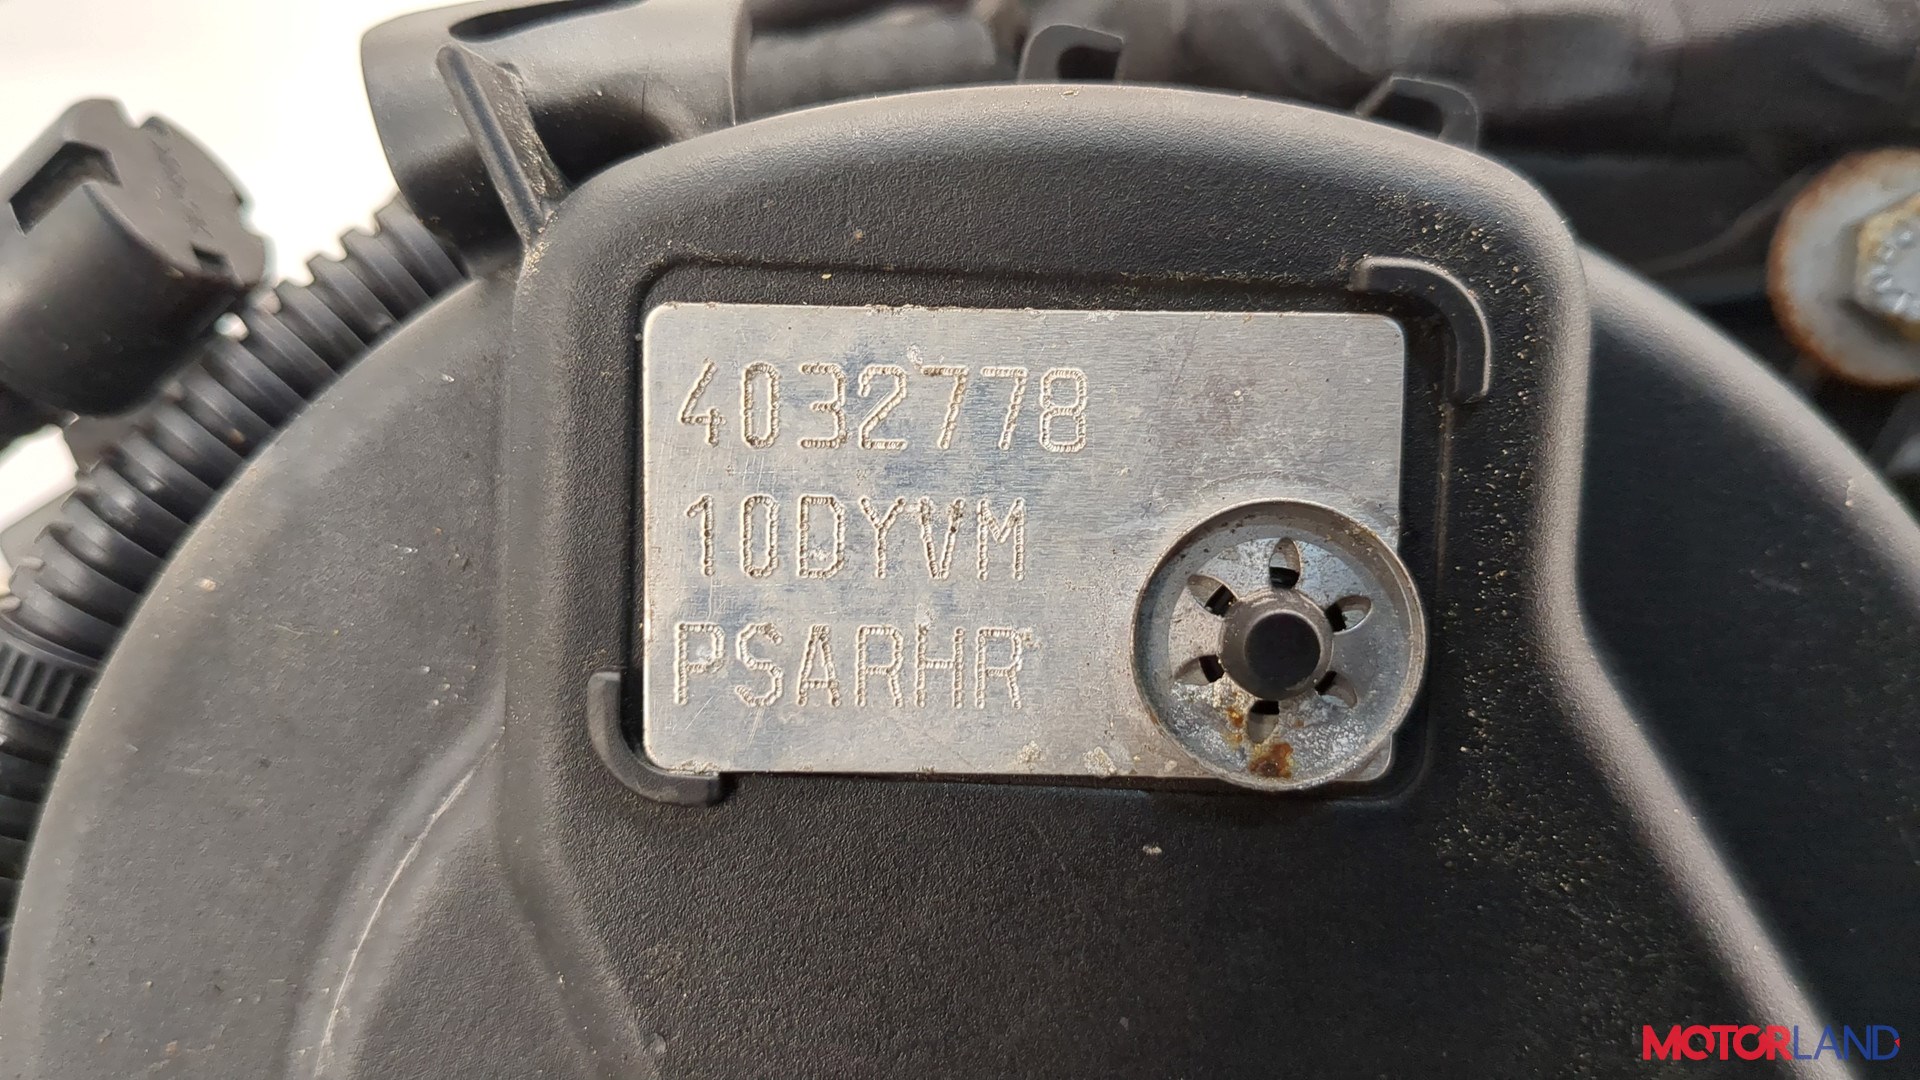 4032778
10DYVM
PSARHR
MOTORLAND